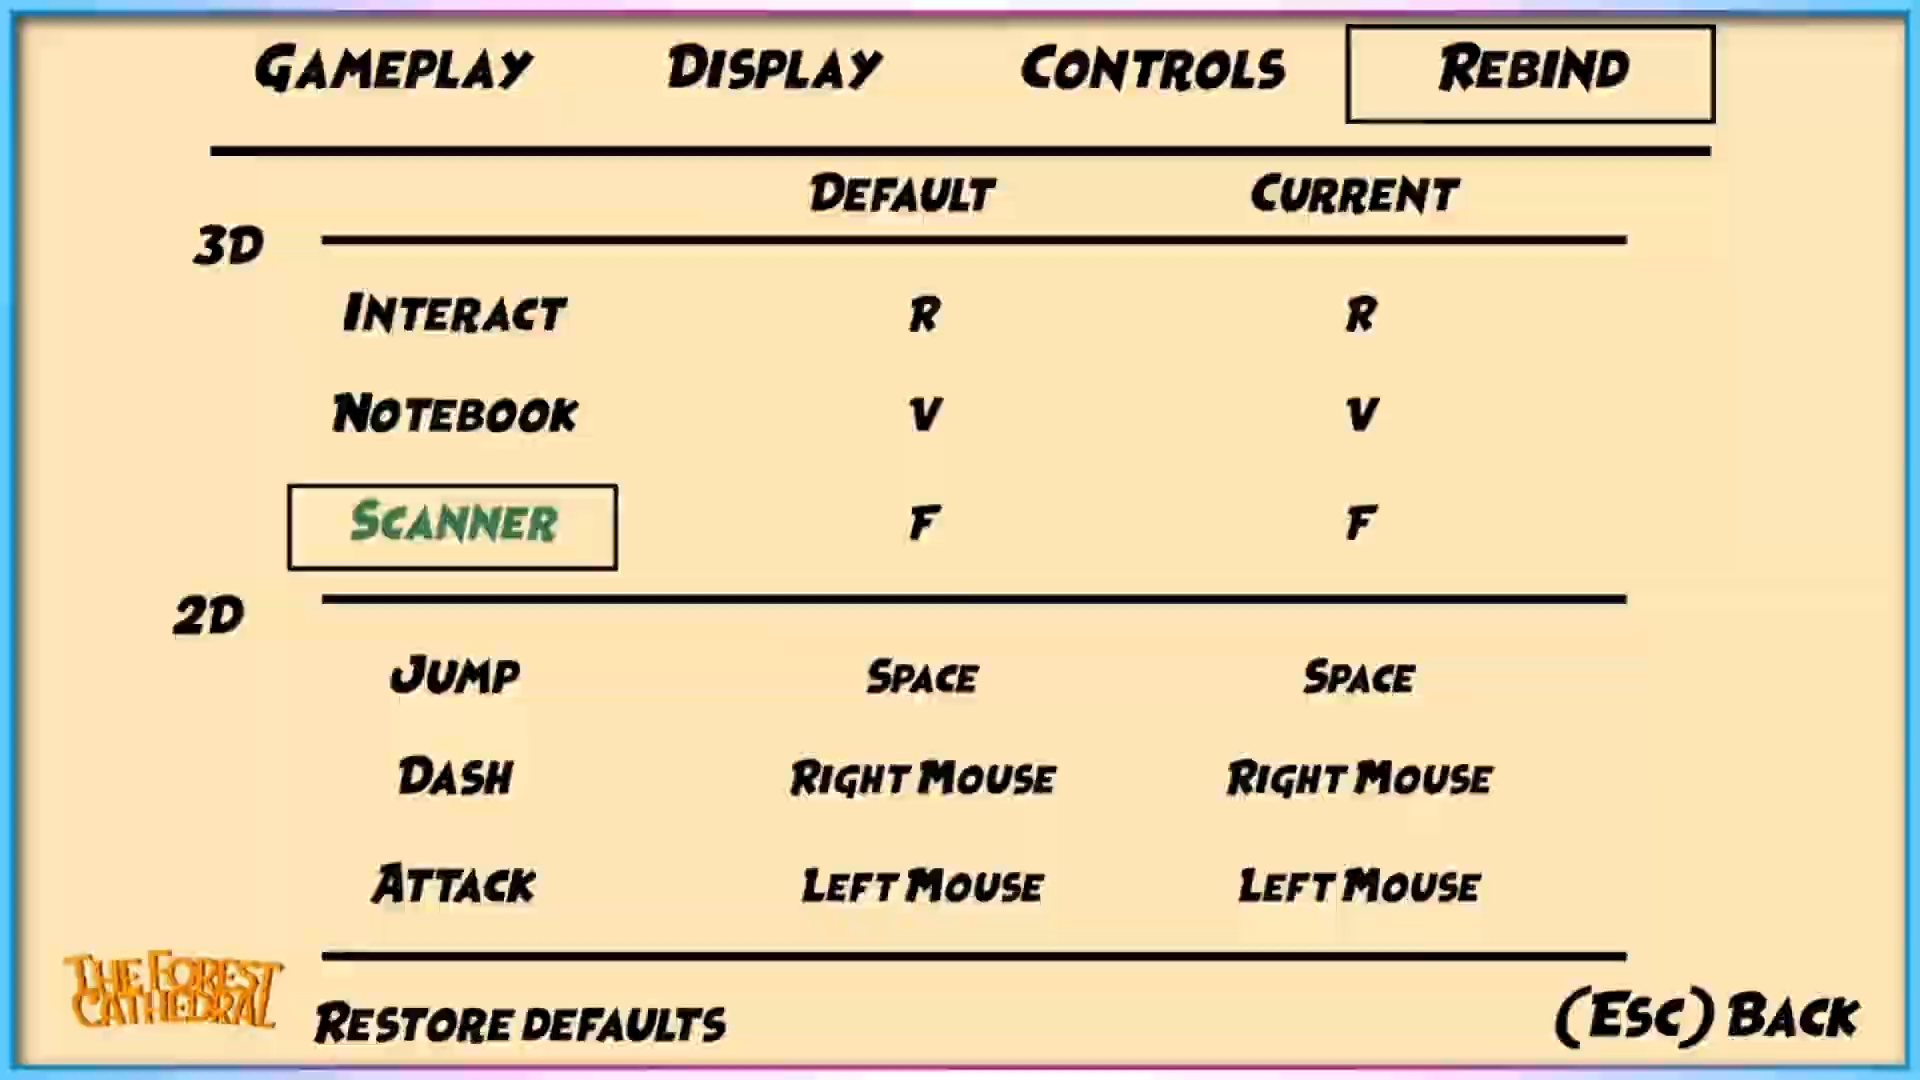 GAMEPLAY DISPLAY CONTROLS REBIND
DEFAULT CURRENT
3D
INTERACT R R
NOTEBOOK V V
SCANNER F F
2D
JUMP SPACE SPACE
DASH RIGHT MOUSE RIGHT MOUSE
ATTACK LEFT MOUSE LEFT MOUSE
THE FOREST
CATHEDRAL
RESTORE DEFAULTS
(ESC) BACK